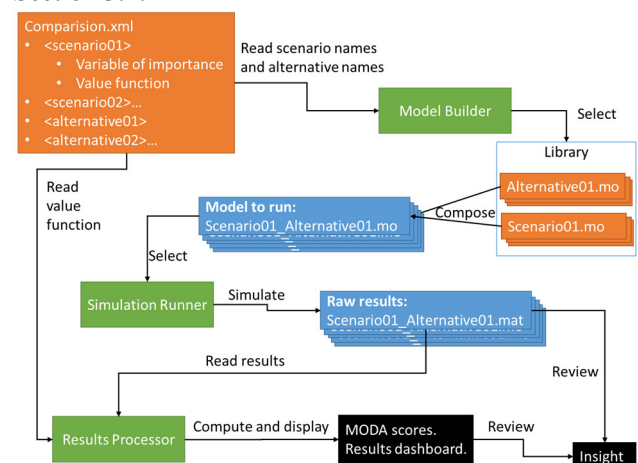 Comparision.xml
• <scenario01>
• Variable of importance
• Value function
• <scenario02>...
• <alternative01>
• <alternative02>...
Read scenario names
and alternative names
Model Builder
Select
Library
Alternative01.mo
Scenario01.mo
Compose
Read
value
function
Model to run:
Scenario01_Alternative01.mo
Select
Simulation Runner
Simulate
Raw results:
Scenario01_Alternative01.mat
Read results
Review
Results Processor
Compute and display
MODA scores.
Results dashboard.
Review
Insight